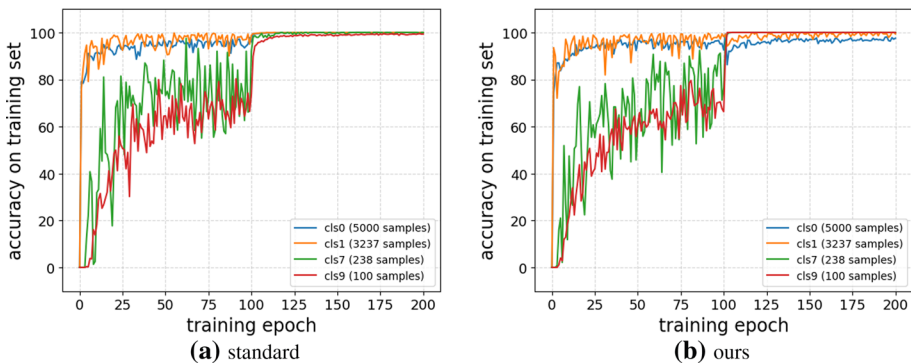 accuracy on training set
100
80
60
40
20
0
cls0 (5000 samples)
cls1 (3237 samples)
cls7 (238 samples)
cls9 (100 samples)
0 25 50 75 100 125 150 175 200
training epoch
(a) standard
accuracy on training set
100
80
60
40
20
0
cls0 (5000 samples)
cls1 (3237 samples)
cls7 (238 samples)
cls9 (100 samples)
0 25 50 75 100 125 150 175 200
training epoch
(b) ours